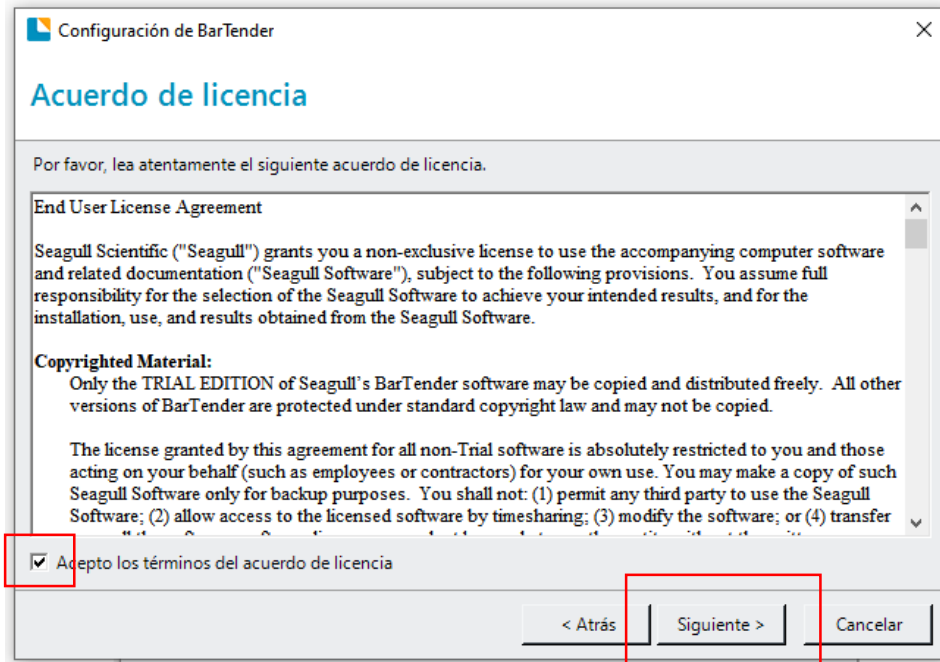 Configuración de BarTender
Acuerdo de licencia
Por favor, lea atentamente el siguiente acuerdo de licencia.
End User License Agreement
Seagull Scientific ("Seagull") grants you a non-exclusive license to use the accompanying computer software
and related documentation ("Seagull Software"), subject to the following provisions.  You assume full
responsibility for the selection of the Seagull Software to achieve your intended results, and for the
installation, use, and results obtained from the Seagull Software.
Copyrighted Material:
Only the TRIAL EDITION of Seagull's BarTender software may be copied and distributed freely.  All other
versions of BarTender are protected under standard copyright law and may not be copied.
The license granted by this agreement for all non-Trial software is absolutely restricted to you and those
acting on your behalf (such as employees or contractors) for your own use. You may make a copy of such
Seagull Software only for backup purposes.  You shall not: (1) permit any third party to use the Seagull
Software; (2) allow access to the licensed software by timesharing; (3) modify the software; or (4) transfer
Acepto los términos del acuerdo de licencia
< Atrás
Siguiente >
Cancelar